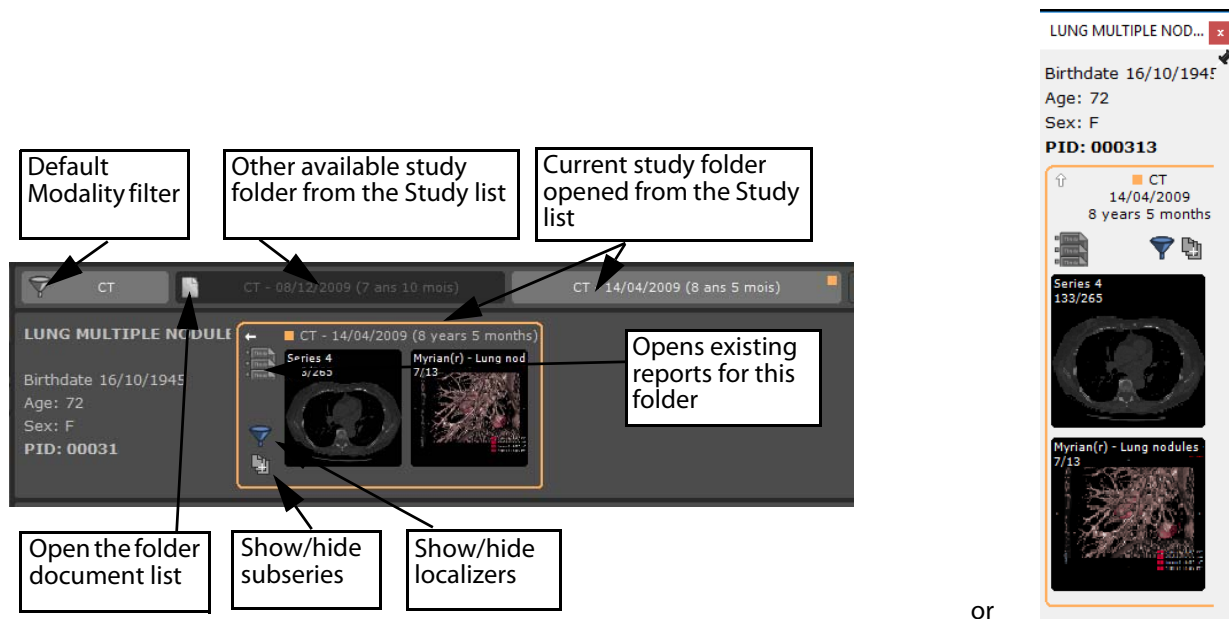 Default
Modality filter
Other available study
folder from the Study list
Current study folder
opened from the Study
list
CT
CT - 08/12/2009 (7 ans 10 mois)
CT - 14/04/2009 (8 ans 5 mois)
LUNG MULTIPLE NODULE
Birthdate 16/10/1945
Age: 72
Sex: F
PID: 00031
CT - 14/04/2009 (8 years 5 months)
Series 4
3/265
Myrian(r) - Lung nod
7/13
Opens existing
reports for this
folder
Open the folder
document list
Show/hide
subseries
Show/hide
localizers
or
LUNG MULTIPLE NOD... x
Birthdate 16/10/1945
Age: 72
Sex: F
PID: 000313
CT
14/04/2009
8 years 5 months
Series 4
133/265
Myrian(r) - Lung nodules
7/13